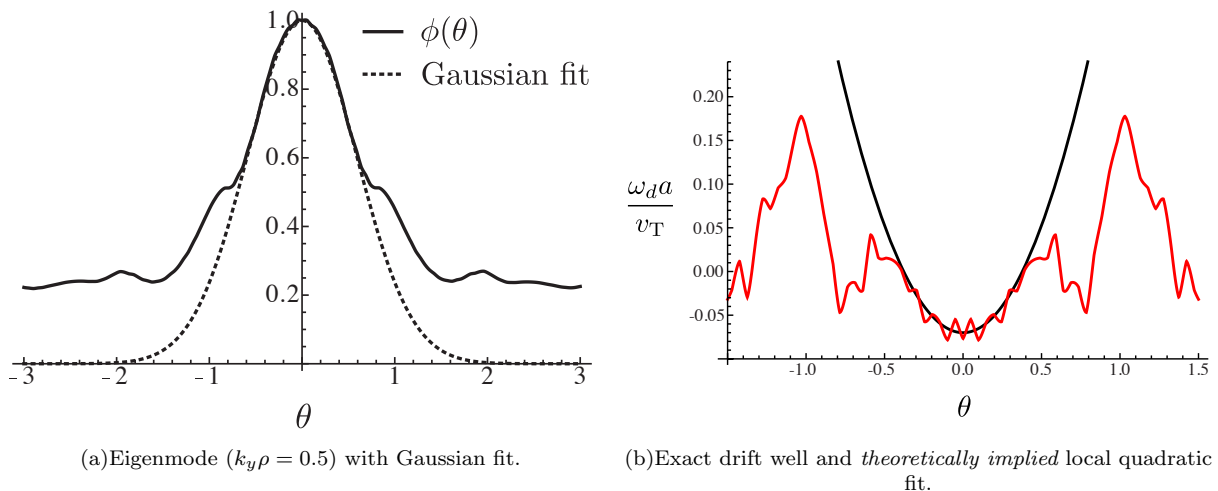 1.0
0.8
0.6
0.4
0.2
-3
-2
-1
1
2
3
θ
ϕ(θ)
Gaussian fit
(a)Eigenmode (k_yρ = 0.5) with Gaussian fit.
0.20
0.15
0.10
0.05
0.00
-0.05
ω_d a
v_T
-1.0
-0.5
0.0
0.5
1.0
1.5
θ
(b)Exact drift well and theoretically implied local quadratic
fit.